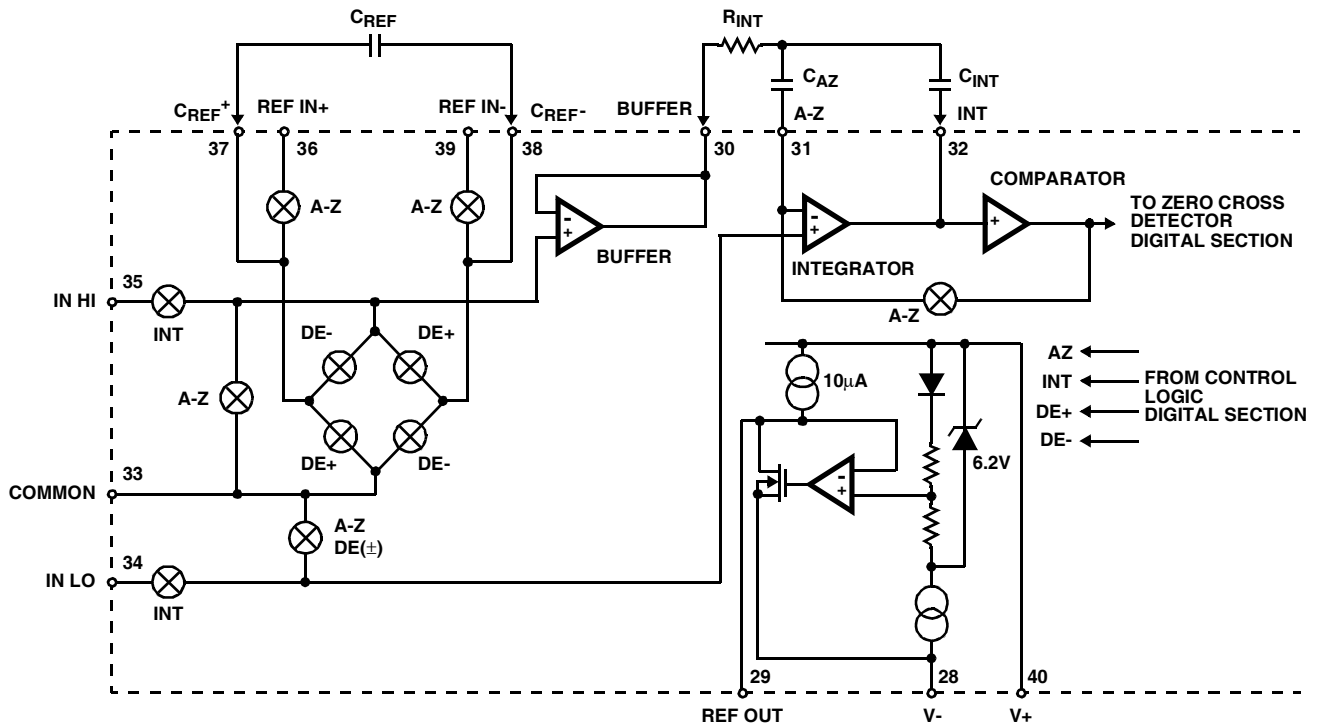 CREF
RINT
CAZ
CINT
CREF+
REF IN+
REF IN-
CREF-
BUFFER
A-Z
INT
37
36
39
38
30
31
32
A-Z
A-Z
-
+
BUFFER
-
+
INTEGRATOR
COMPARATOR
+
TO ZERO CROSS
DETECTOR
DIGITAL SECTION
35
IN HI
INT
A-Z
DE-
DE+
DE+
DE-
A-Z
10µA
AZ
INT
DE+
DE-
FROM CONTROL
LOGIC
DIGITAL SECTION
6.2V
-
+
33
COMMON
A-Z
DE(±)
34
IN LO
INT
29
28
40
REF OUT
V-
V+